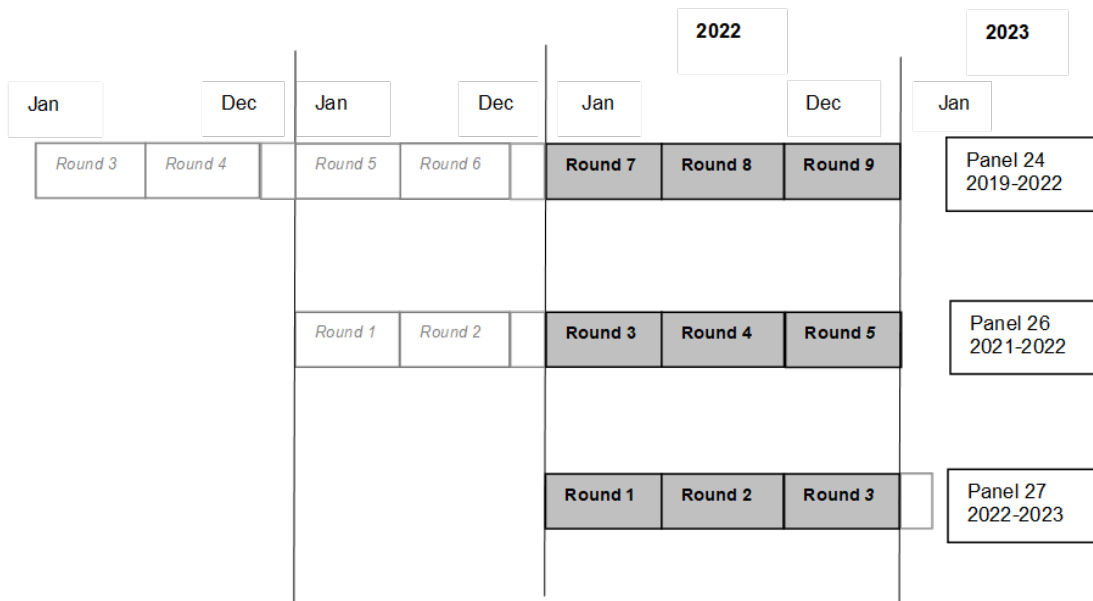 2022
2023
Jan
Dec
Jan
Dec
Jan
Dec
Jan
Round 3
Round 4
Round 5
Round 6
Round 7
Round 8
Round 9
Panel 24
2019-2022
Round 1
Round 2
Round 3
Round 4
Round 5
Panel 26
2021-2022
Round 1
Round 2
Round 3
Panel 27
2022-2023